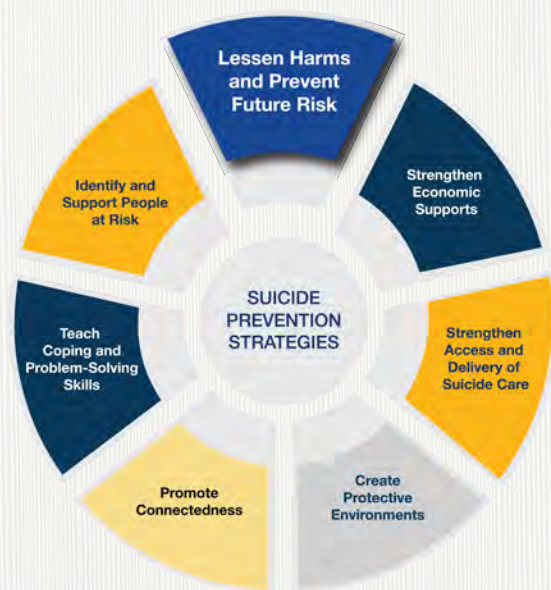 Lessen Harms
and Prevent
Future Risk
Strengthen
Economic
Supports
Strengthen
Access and
Delivery of
Suicide Care
Create
Protective
Environments
Promote
Connectedness
Teach
Coping and
Problem-Solving
Skills
Identify and
Support People
at Risk
SUICIDE
PREVENTION
STRATEGIES